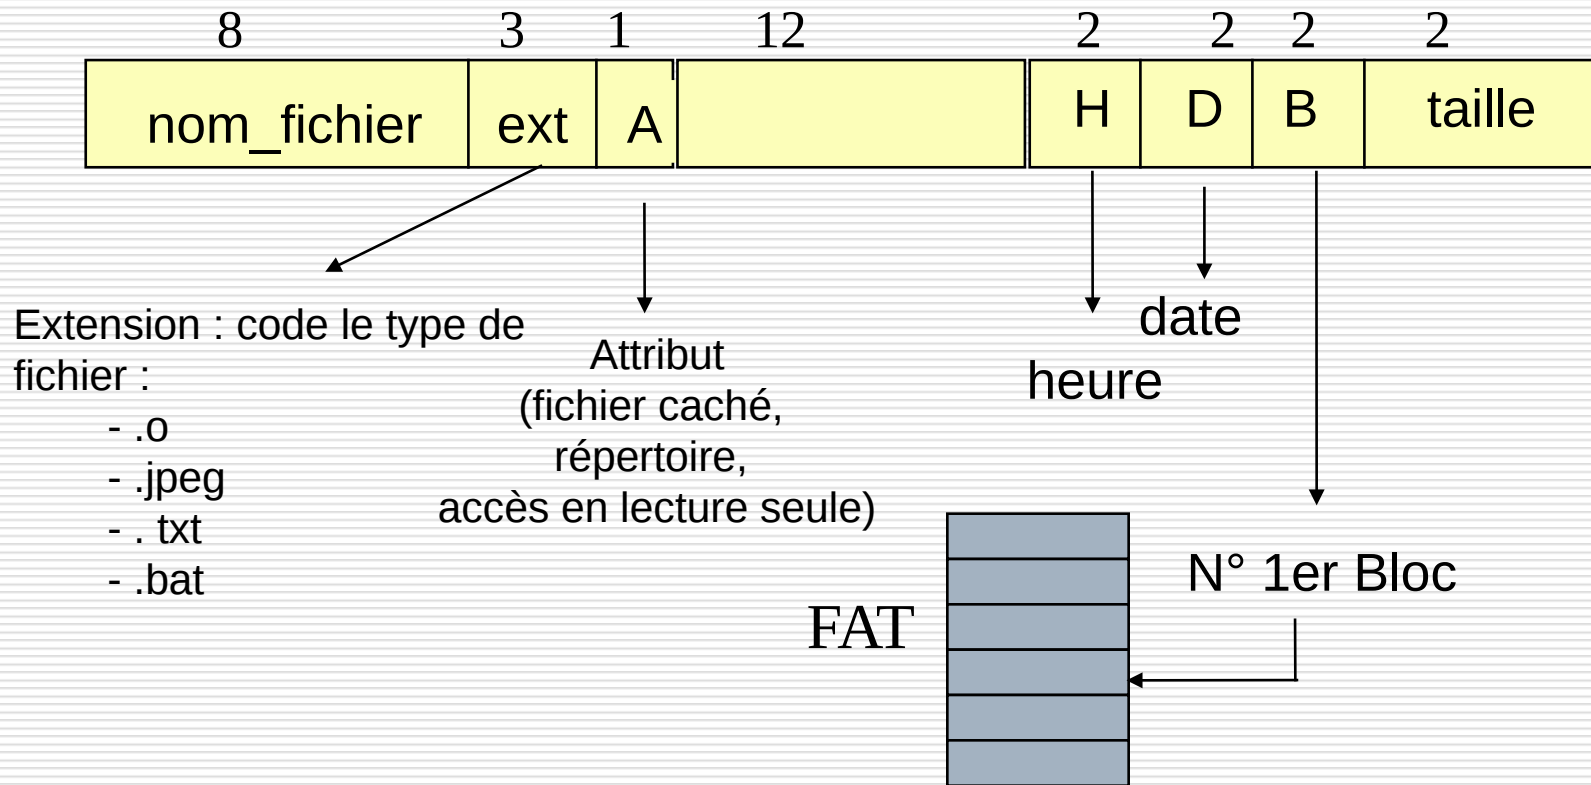 8 3 1 12 2 2 2 2
nom_fichier ext A H D B taille
Extension : code le type de
fichier :
- .o
- .jpeg
- . txt
- .bat
Attribut
(fichier caché,
répertoire,
accès en lecture seule)
date
heure
N° 1er Bloc
FAT